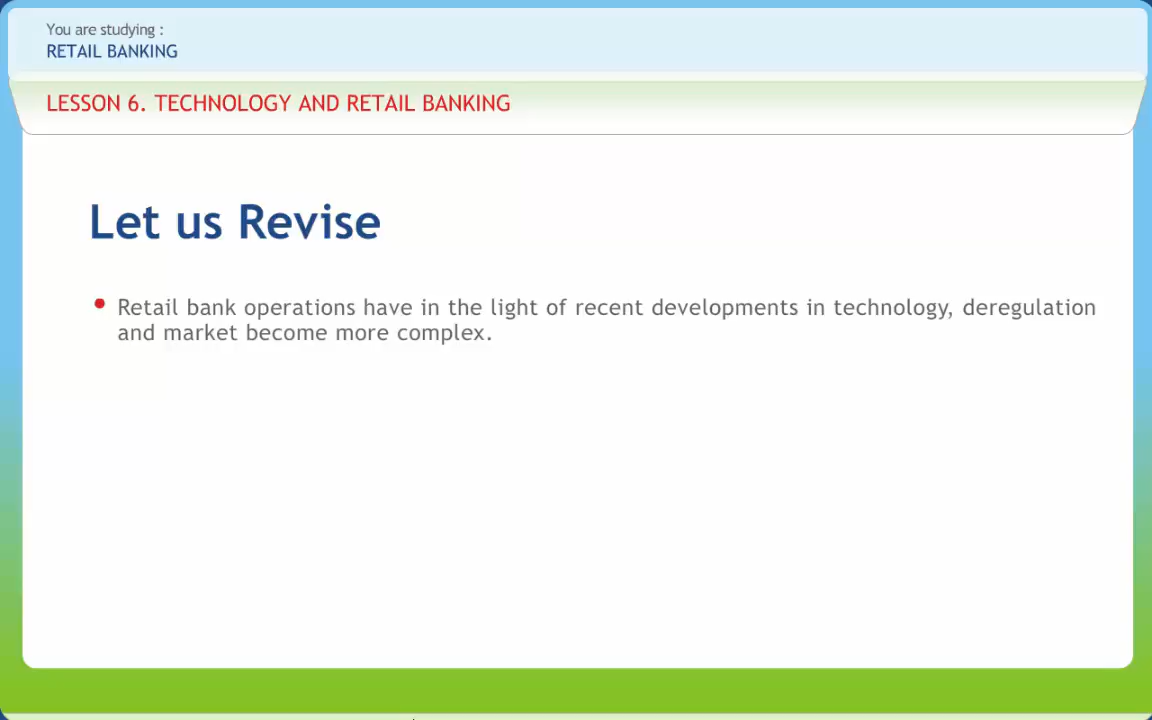 You are studying :
RETAIL BANKING
LESSON 6. TECHNOLOGY AND RETAIL BANKING
Let us Revise
• Retail bank operations have in the light of recent developments in technology, deregulation
and market become more complex.